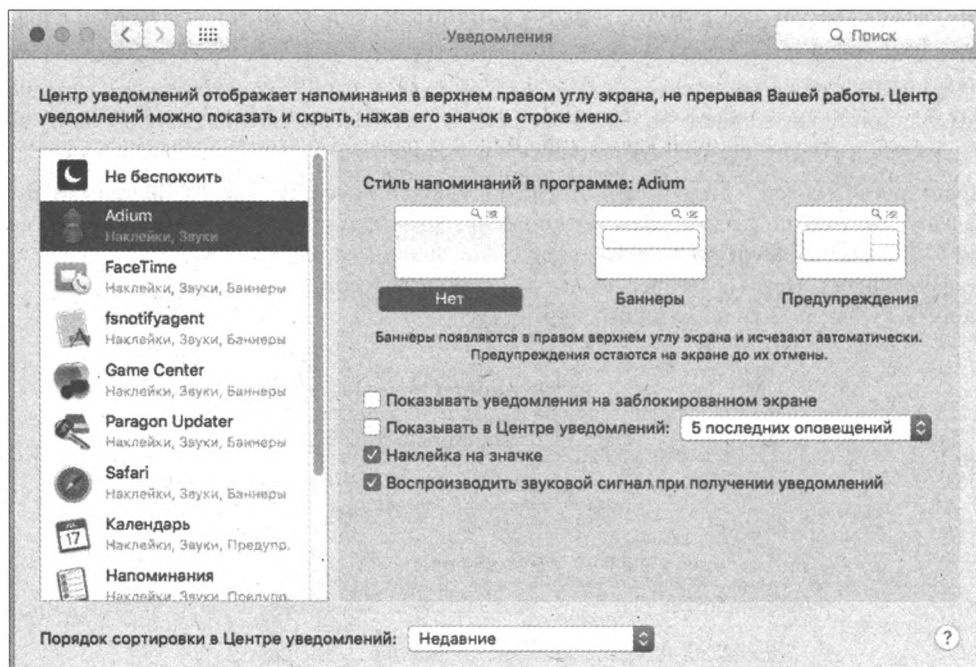 Уведомления
Поиск
Центр уведомлений отображает напоминания в верхнем правом углу экрана, не прерывая Вашей работы. Центр
уведомлений можно показать и скрыть, нажав его значок в строке меню.
Не беспокоить
Adium
Наклейки, Звуки
FaceTime
Наклейки, Звуки, Баннеры
fsnotifyagent
Наклейки, Звуки, Баннеры
Game Center
Наклейки, Звуки, Баннеры
Paragon Updater
Наклейки, Звуки, Баннеры
Safari
Наклейки, Звуки, Баннеры
17
Календарь
Наклейки, Звуки, Предупр.
Напоминания
Наклейки, Звуки, Предупр.
Стиль напоминаний в программе: Adium
Нет
Баннеры
Предупреждения
Баннеры появляются в правом верхнем углу экрана и исчезают автоматически.
Предупреждения остаются на экране до их отмены.
Показывать уведомления на заблокированном экране
Показывать в Центре уведомлений: 5 последних оповещений
Наклейка на значке
Воспроизводить звуковой сигнал при получении уведомлений
Порядок сортировки в Центре уведомлений: Недавние
?